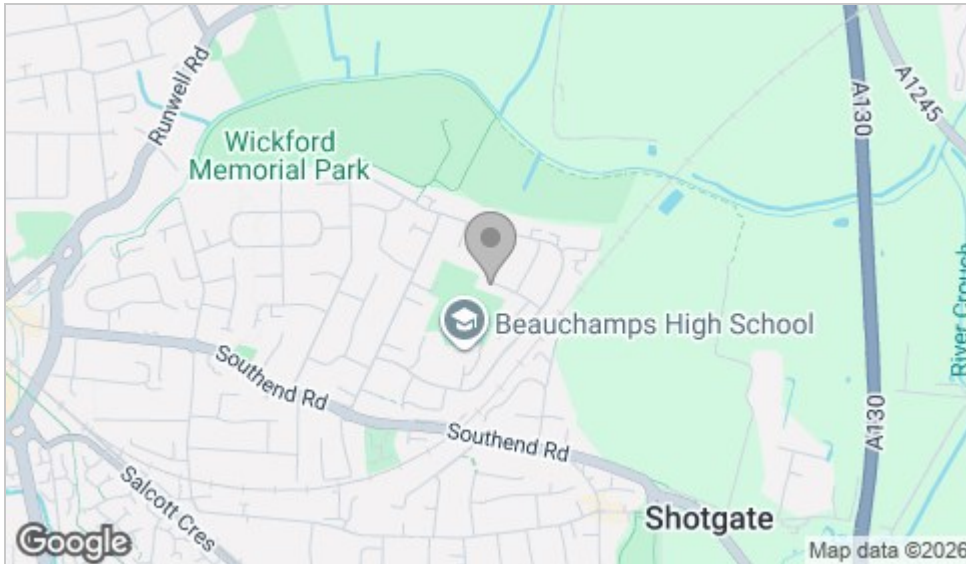 Runwell Rd
Wickford
Memorial Park
A130
A1245
Beauchamps High School
River Crouch
Southend Rd
Southend Rd
A130
Salcott Cres
Shotgate
Google
Map data ©2026